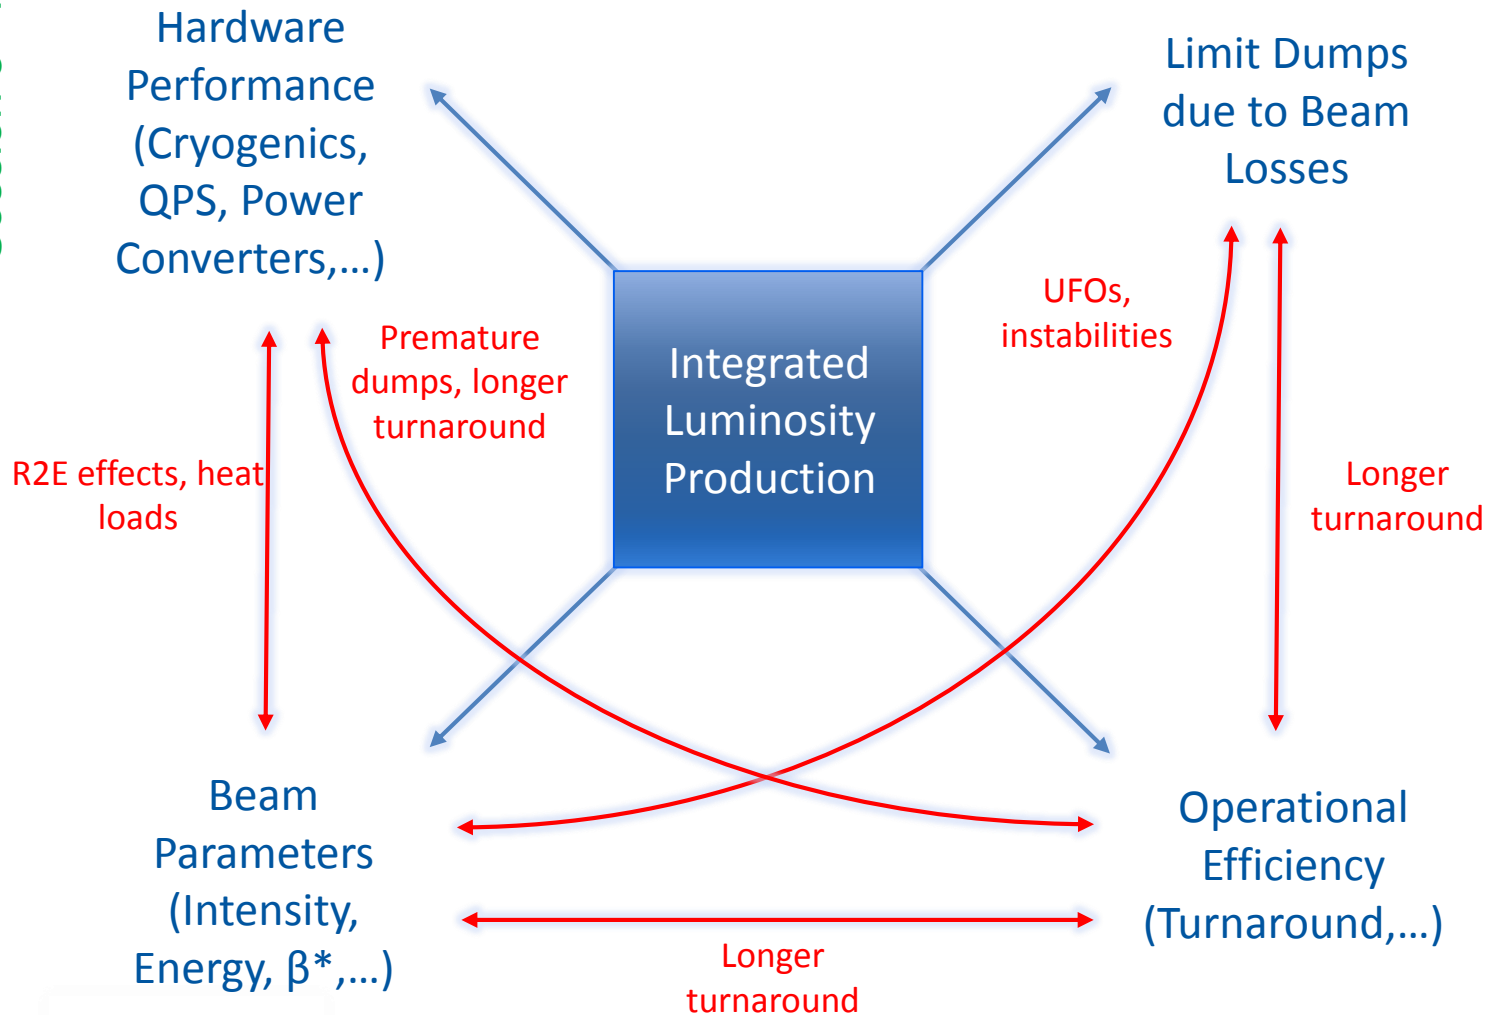 Hardware
Performance
(Cryogenics,
QPS, Power
Converters,...)
Limit Dumps
due to Beam
Losses
UFOs,
instabilities
Premature
dumps, longer
turnaround
Integrated
Luminosity
Production
R2E effects, heat
loads
Longer
turnaround
Beam
Parameters
(Intensity,
Energy, β*,...)
Operational
Efficiency
(Turnaround,...)
Longer
turnaround